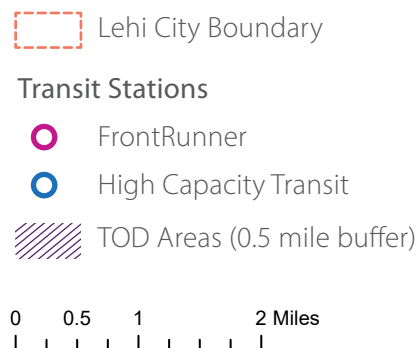 Lehi City Boundary
Transit Stations
FrontRunner
High Capacity Transit
TOD Areas (0.5 mile buffer)
0 0.5 1 2 Miles